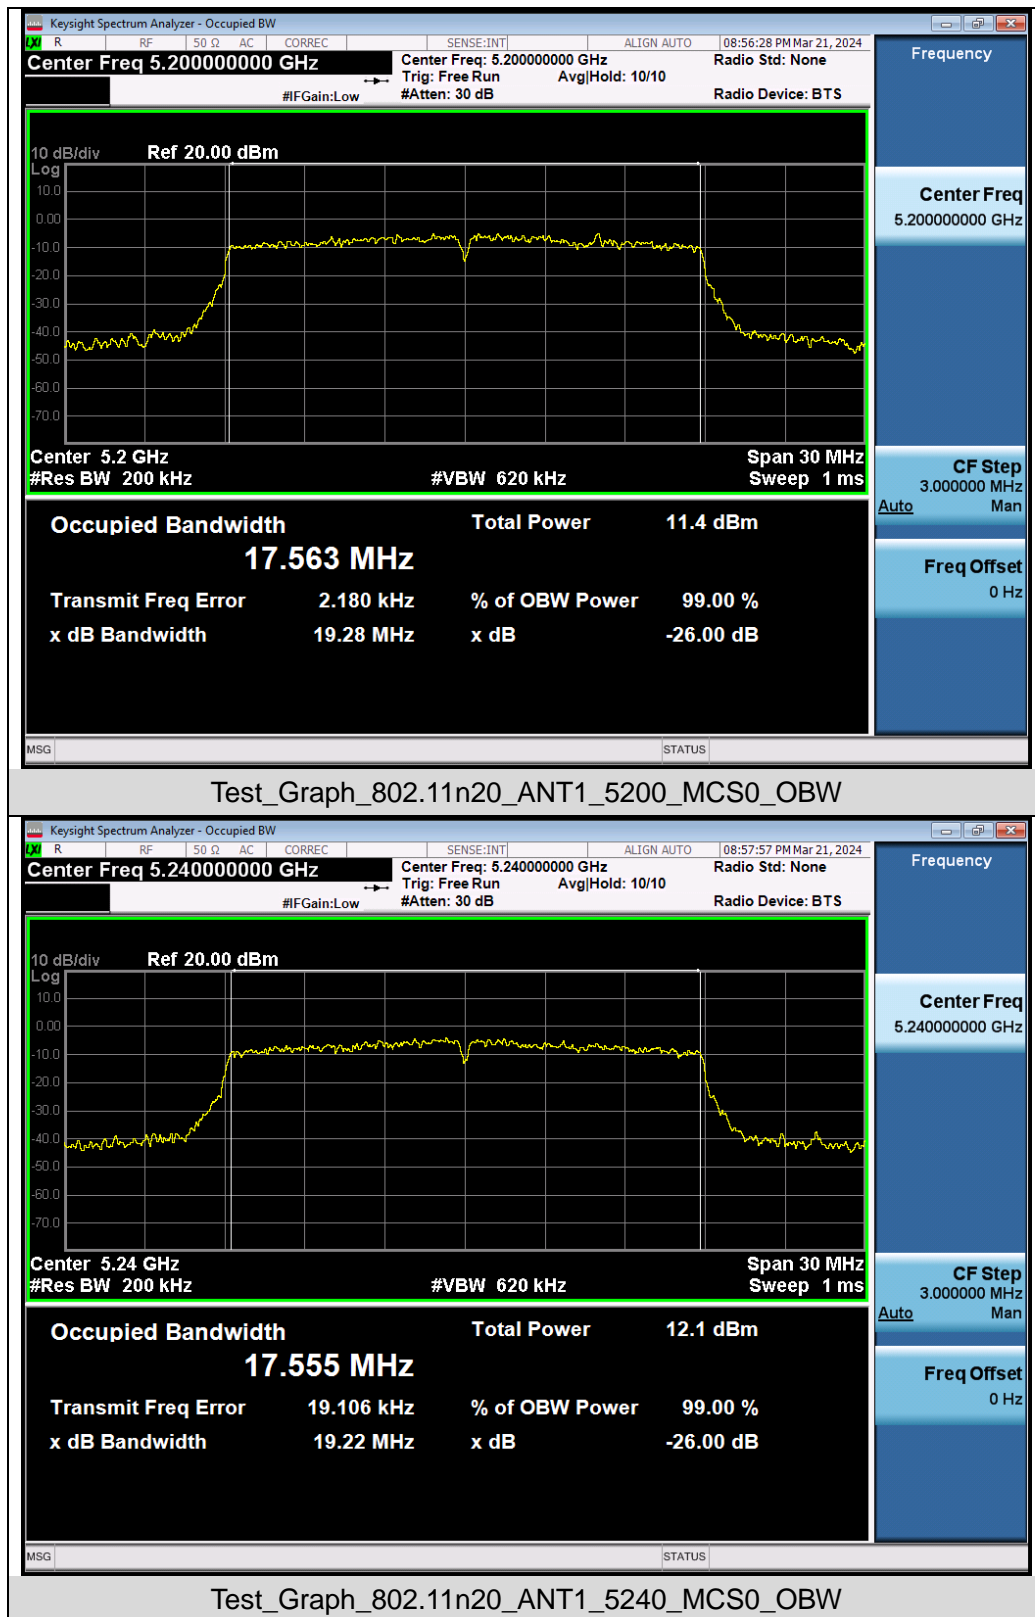 Keysight Spectrum Analyzer - Occupied BW
LXI R RF 50 Ω AC CORREC SENSE:INT ALIGN AUTO 08:56:28 PM Mar 21, 2024
Center Freq 5.200000000 GHz
Center Freq: 5.200000000 GHz Radio Std: None
Trig: Free Run Avg|Hold: 10/10
#IFGain:Low #Atten: 30 dB Radio Device: BTS
10 dB/div Ref 20.00 dBm
Log
10.0
0.00
-10.0
-20.0
-30.0
-40.0
-50.0
-60.0
-70.0
Center 5.2 GHz Span 30 MHz
#Res BW 200 kHz #VBW 620 kHz Sweep 1 ms
Occupied Bandwidth Total Power 11.4 dBm
17.563 MHz
Transmit Freq Error 2.180 kHz % of OBW Power 99.00 %
x dB Bandwidth 19.28 MHz x dB -26.00 dB
MSG STATUS
Frequency
Center Freq
5.200000000 GHz
CF Step
3.000000 MHz
Auto Man
Freq Offset
0 Hz
Test_Graph_802.11n20_ANT1_5200_MCS0_OBW
Keysight Spectrum Analyzer - Occupied BW
LXI R RF 50 Ω AC CORREC SENSE:INT ALIGN AUTO 08:57:57 PM Mar 21, 2024
Center Freq 5.240000000 GHz
Center Freq: 5.240000000 GHz Radio Std: None
Trig: Free Run Avg|Hold: 10/10
#IFGain:Low #Atten: 30 dB Radio Device: BTS
10 dB/div Ref 20.00 dBm
Log
10.0
0.00
-10.0
-20.0
-30.0
-40.0
-50.0
-60.0
-70.0
Center 5.24 GHz Span 30 MHz
#Res BW 200 kHz #VBW 620 kHz Sweep 1 ms
Occupied Bandwidth Total Power 12.1 dBm
17.555 MHz
Transmit Freq Error 19.106 kHz % of OBW Power 99.00 %
x dB Bandwidth 19.22 MHz x dB -26.00 dB
MSG STATUS
Frequency
Center Freq
5.240000000 GHz
CF Step
3.000000 MHz
Auto Man
Freq Offset
0 Hz
Test_Graph_802.11n20_ANT1_5240_MCS0_OBW